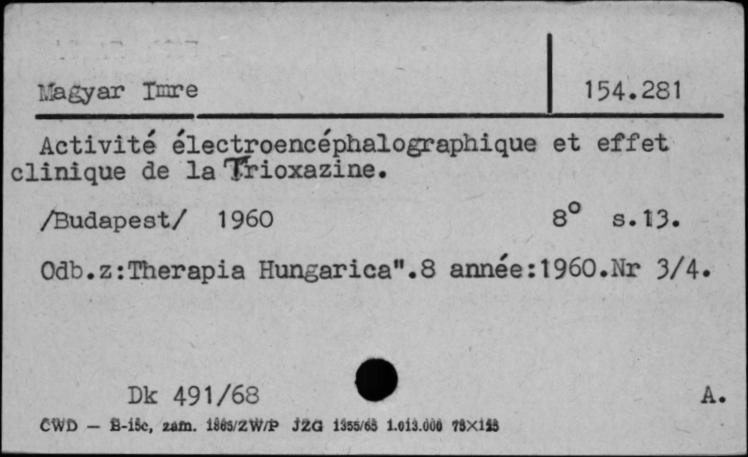 Magyar Imre 154.281
Activité électroencéphalographique et effet
clinique de la Trioxazine.
/Budapest/ 1960 8° s.13.
Odb.z:Therapia Hungarica".8 année:1960.Nr 3/4.
Dk 491/68 A.
CWD — B-15c, zam. 1865/ZW/P JZG 1355/65 1.013.000 78×125